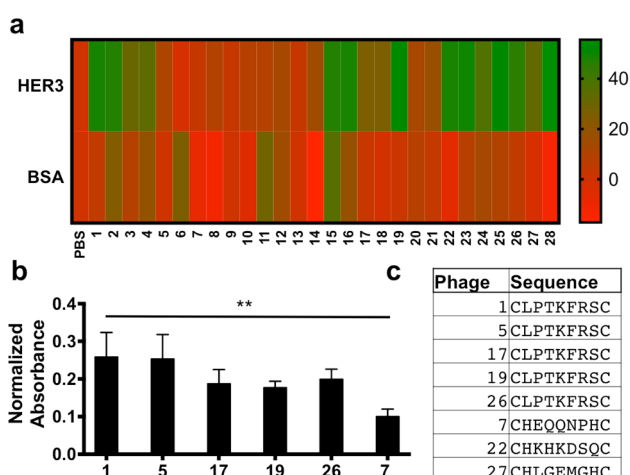 a
HER3
BSA
40
20
0
PBS 1 2 3 4 5 6 7 8 9 10 11 12 13 14 15 16 17 18 19 20 21 22 23 24 25 26 27 28
b
Normalized
Absorbance
0.4
0.3
0.2
0.1
0.0
**
1 5 17 19 26 7
c
Phage Sequence
1 CLPTKFRSC
5 CLPTKFRSC
17 CLPTKFRSC
19 CLPTKFRSC
26 CLPTKFRSC
7 CHEQQNPHC
22 CHKHKDSQC
27 CHLGEMGHC